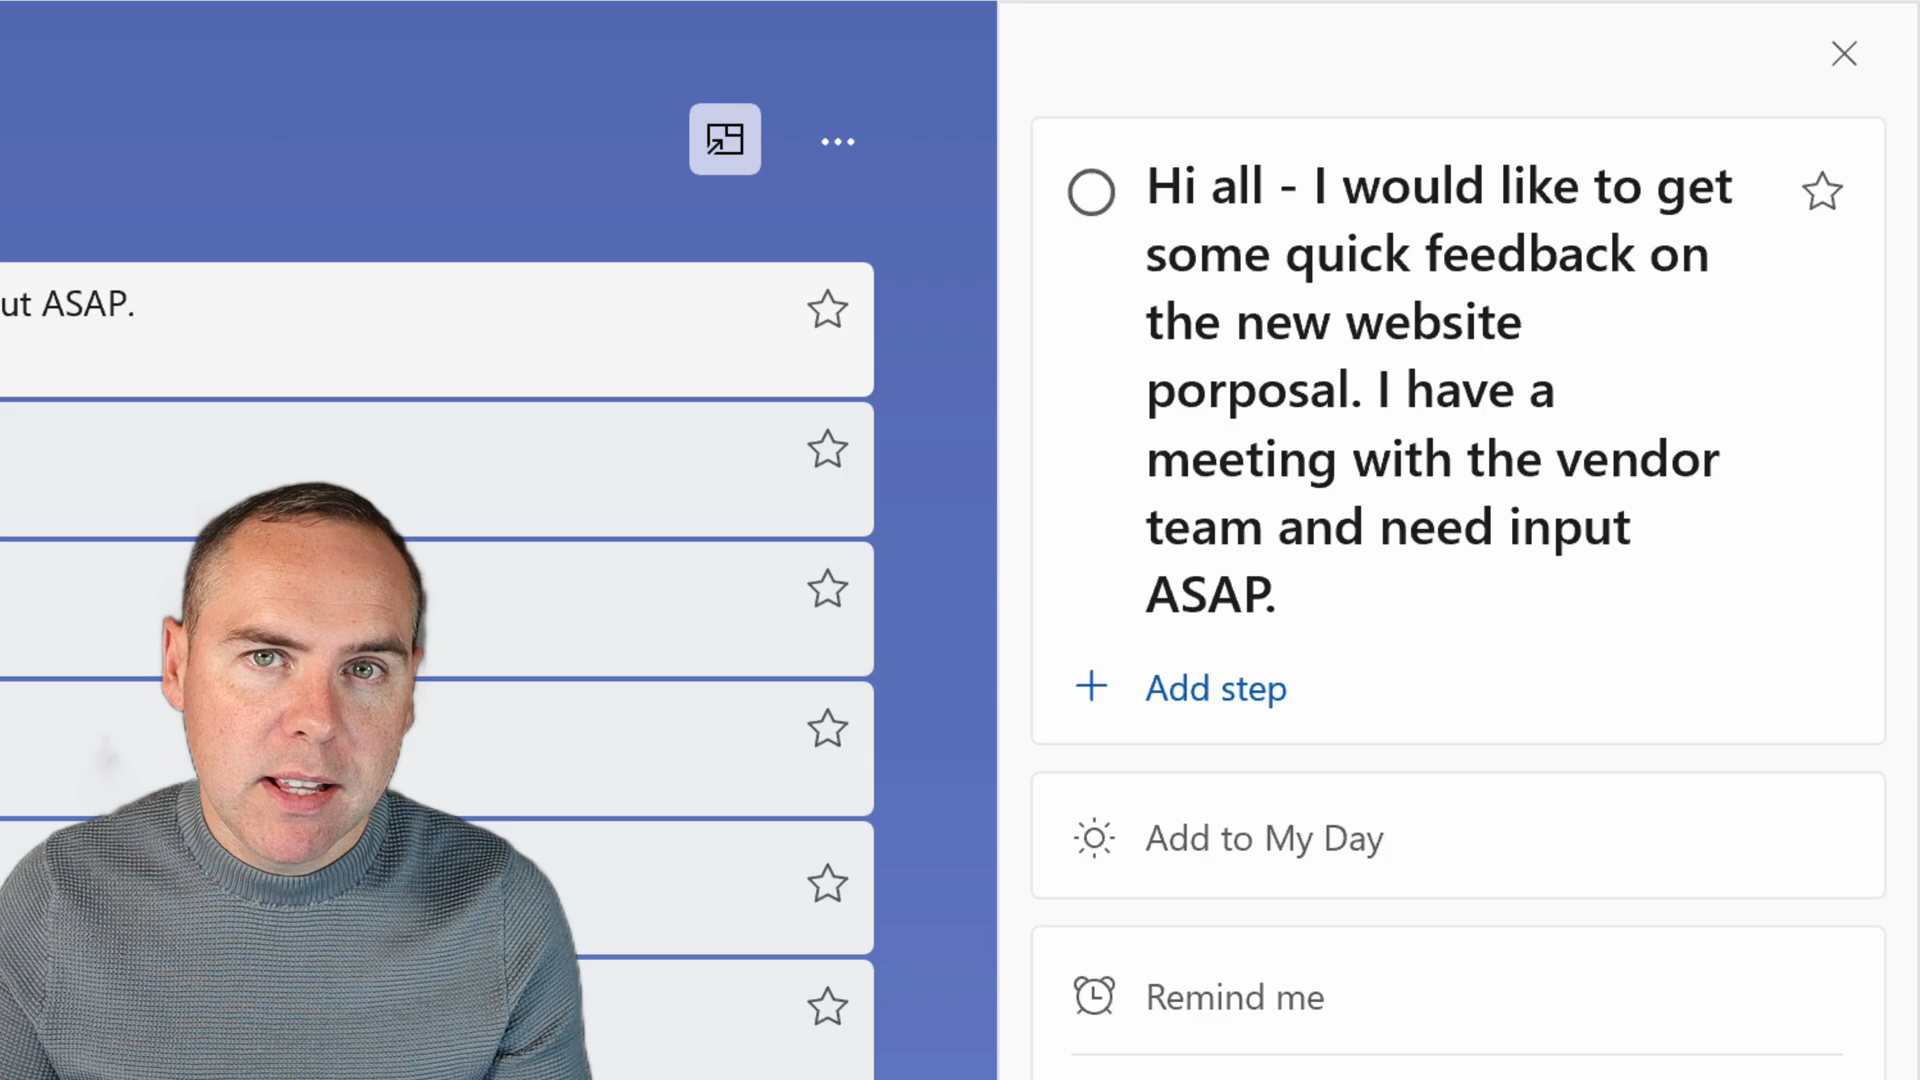 ut ASAP.
Hi all - I would like to get
some quick feedback on
the new website
porposal. I have a
meeting with the vendor
team and need input
ASAP.
Add step
Add to My Day
Remind me